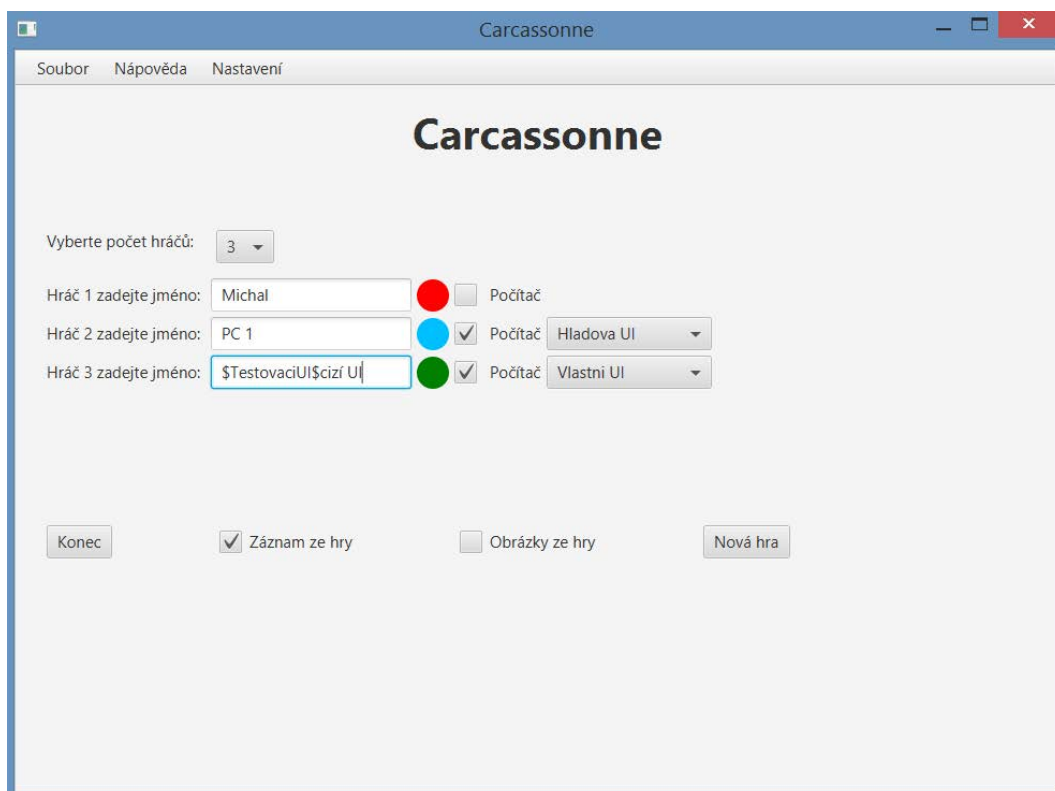 Carcassonne
Soubor Nápověda Nastavení
Carcassonne
Vyberte počet hráčů: 3
Hráč 1 zadejte jméno: Michal Počítač
Hráč 2 zadejte jméno: PC 1 Počítač Hladova UI
Hráč 3 zadejte jméno: $TestovaciUI$cizí UI Počítač Vlastni UI
Konec Záznam ze hry Obrázky ze hry Nová hra